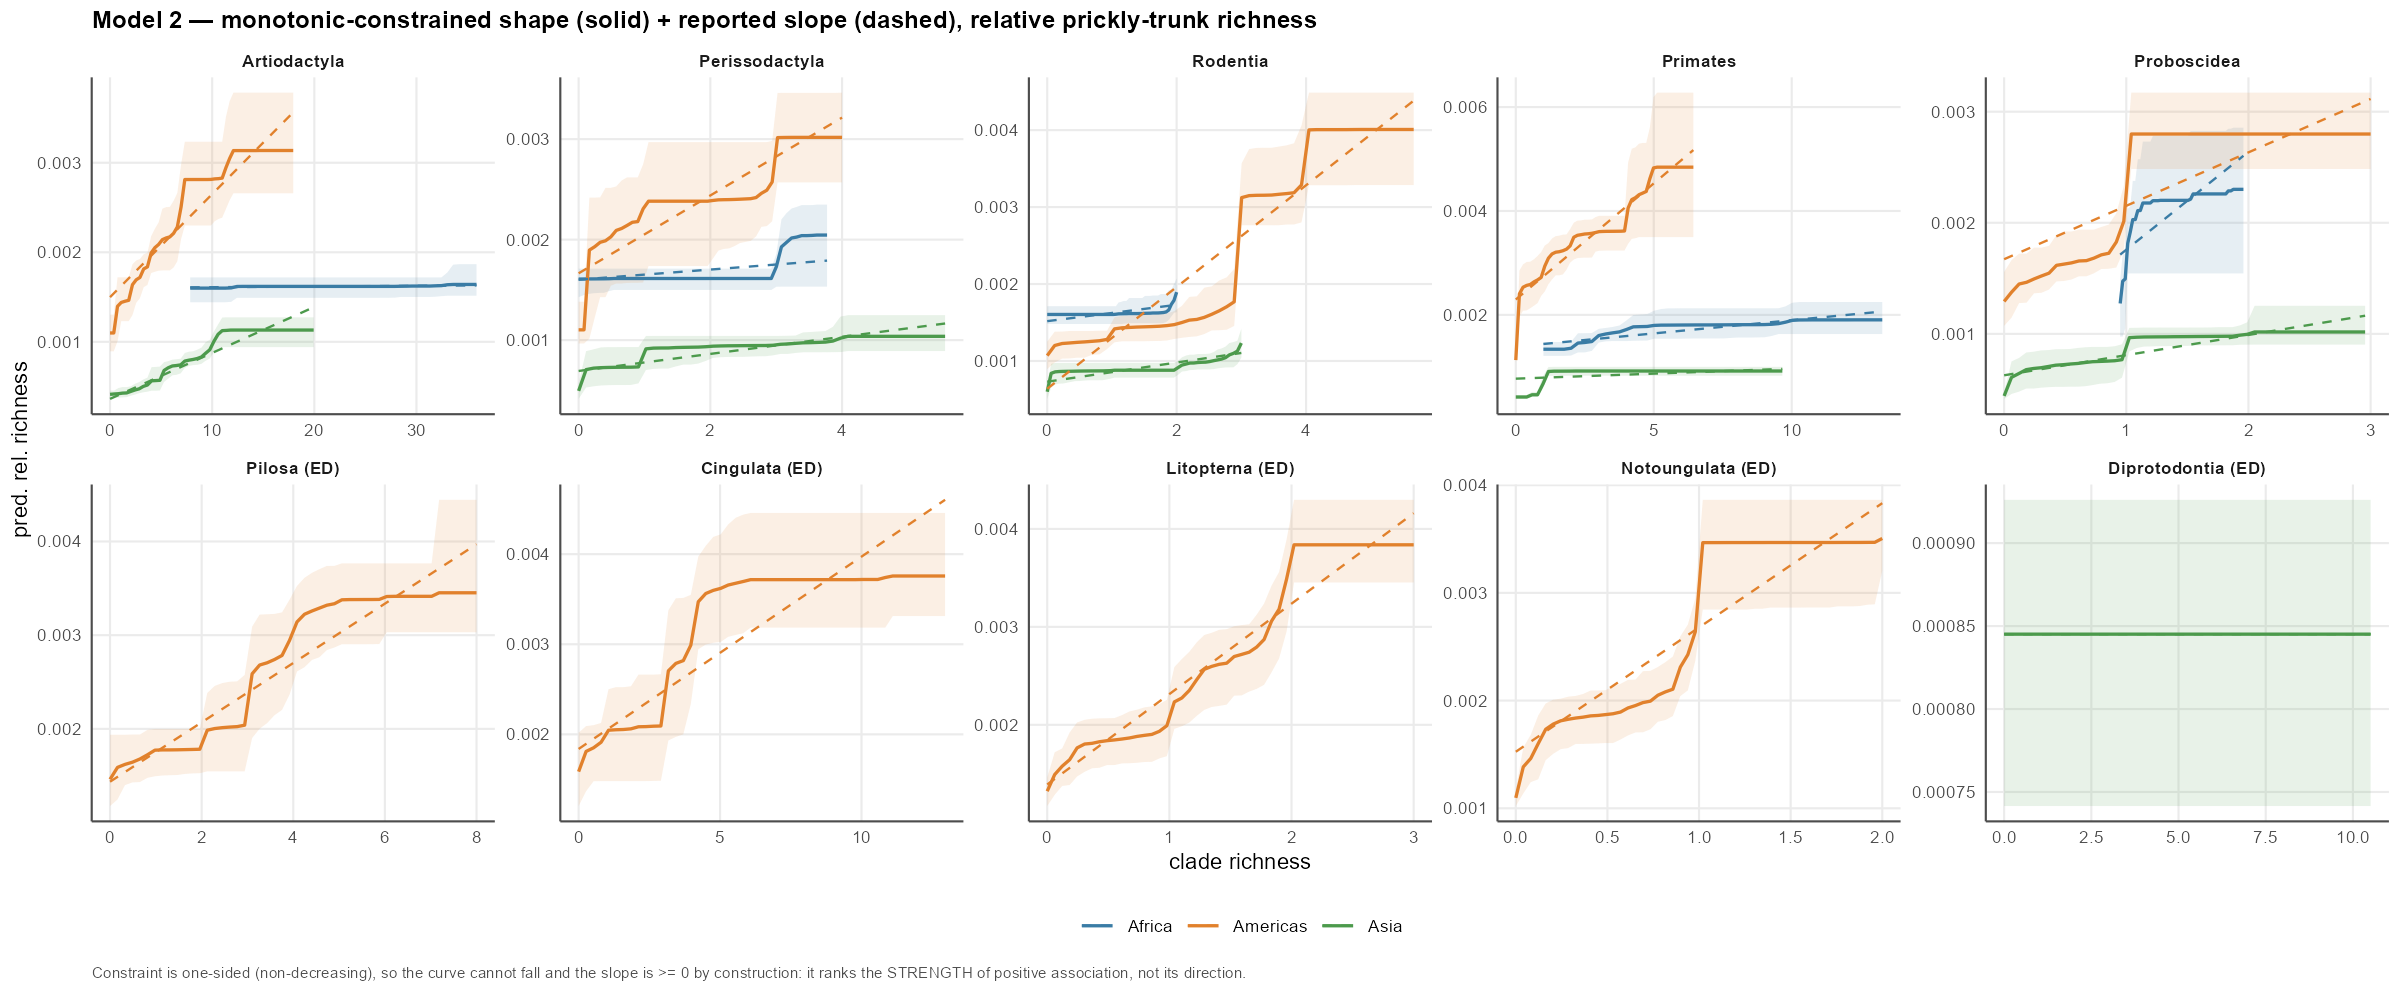 Model 2 — monotonic-constrained shape (solid) + reported slope (dashed), relative prickly-trunk richness
Artiodactyla
Perissodactyla
Rodentia
Primates
Proboscidea
0.003
0.002
0.001
0 10 20 30
0.003
0.002
0.001
0 2 4
0.004
0.003
0.002
0.001
0 2 4
0.006
0.004
0.002
0 5 10
0.003
0.002
0.001
0 1 2 3
pred. rel. richness
Pilosa (ED)
Cingulata (ED)
Litopterna (ED)
Notoungulata (ED)
Diprotodontia (ED)
0.004
0.003
0.002
0 2 4 6 8
0.004
0.003
0.002
0 5 10
0.004
0.003
0.002
0 1 2 3
0.004
0.003
0.002
0.001
0.0 0.5 1.0 1.5 2.0
0.00090
0.00085
0.00080
0.00075
0.0 2.5 5.0 7.5 10.0
clade richness
Africa Americas Asia
Constraint is one-sided (non-decreasing), so the curve cannot fall and the slope is >= 0 by construction: it ranks the STRENGTH of positive association, not its direction.